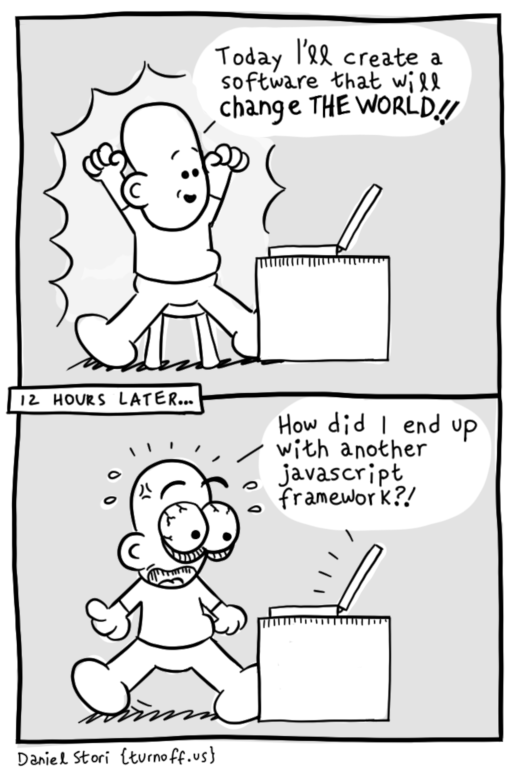 Today I'll create a
software that will
change THE WORLD!!
12 HOURS LATER...
How did I end up
with another
javascript
framework?!
Daniel Stori {turnoff.us}